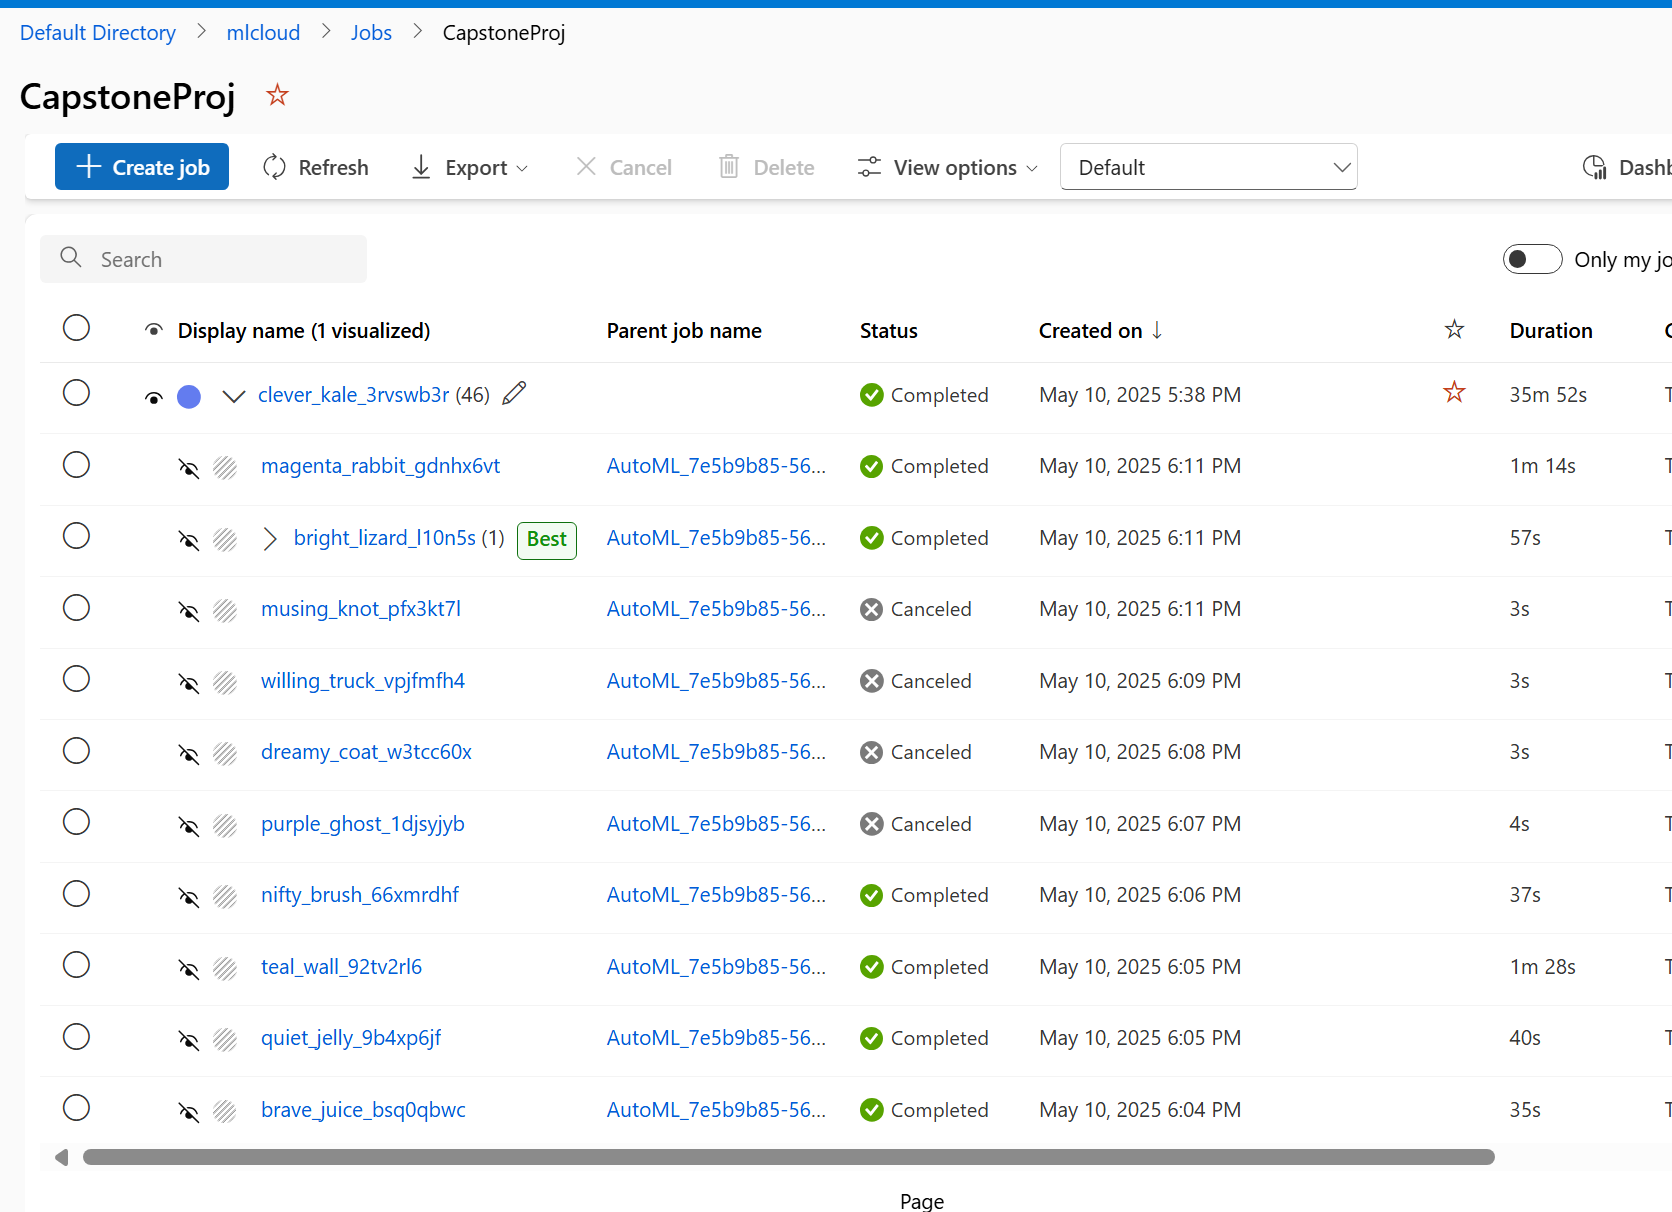 Default Directory > mlcloud > Jobs > CapstoneProj
CapstoneProj
Create job Refresh Export Cancel Delete View options Default Dashb
Search Only my jo
Display name (1 visualized) Parent job name Status Created on ↓ Duration
clever_kale_3rvswb3r (46) Completed May 10, 2025 5:38 PM 35m 52s
magenta_rabbit_gdnhx6vt AutoML_7e5b9b85-56... Completed May 10, 2025 6:11 PM 1m 14s
bright_lizard_l10n5s (1) Best AutoML_7e5b9b85-56... Completed May 10, 2025 6:11 PM 57s
musing_knot_pfx3kt7l AutoML_7e5b9b85-56... Canceled May 10, 2025 6:11 PM 3s
willing_truck_vpjfmfh4 AutoML_7e5b9b85-56... Canceled May 10, 2025 6:09 PM 3s
dreamy_coat_w3tcc60x AutoML_7e5b9b85-56... Canceled May 10, 2025 6:08 PM 3s
purple_ghost_1djsyjyb AutoML_7e5b9b85-56... Canceled May 10, 2025 6:07 PM 4s
nifty_brush_66xmrdhf AutoML_7e5b9b85-56... Completed May 10, 2025 6:06 PM 37s
teal_wall_92tv2rl6 AutoML_7e5b9b85-56... Completed May 10, 2025 6:05 PM 1m 28s
quiet_jelly_9b4xp6jf AutoML_7e5b9b85-56... Completed May 10, 2025 6:05 PM 40s
brave_juice_bsq0qbwc AutoML_7e5b9b85-56... Completed May 10, 2025 6:04 PM 35s
Page